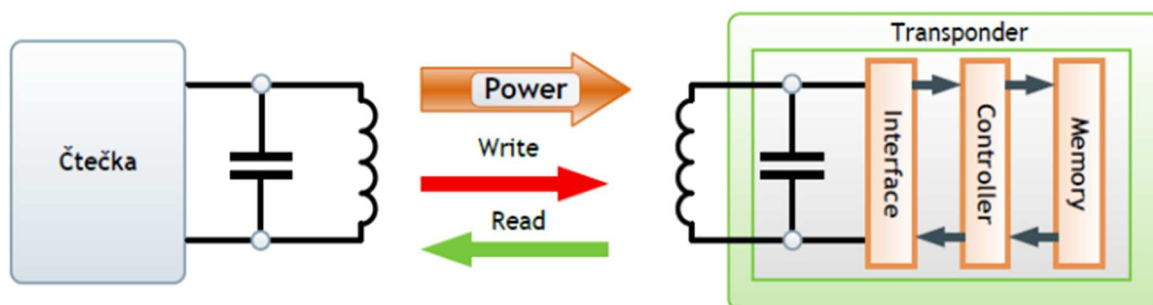 Čtečka
Power
Write
Read
Transponder
Interface
Controller
Memory